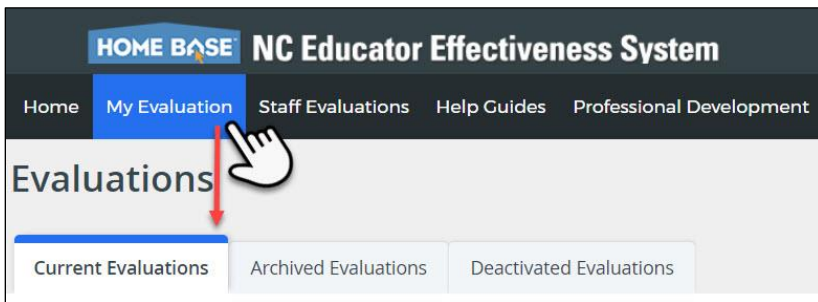 HOME BASE NC Educator Effectiveness System
Home My Evaluation Staff Evaluations Help Guides Professional Development
Evaluations
Current Evaluations Archived Evaluations Deactivated Evaluations